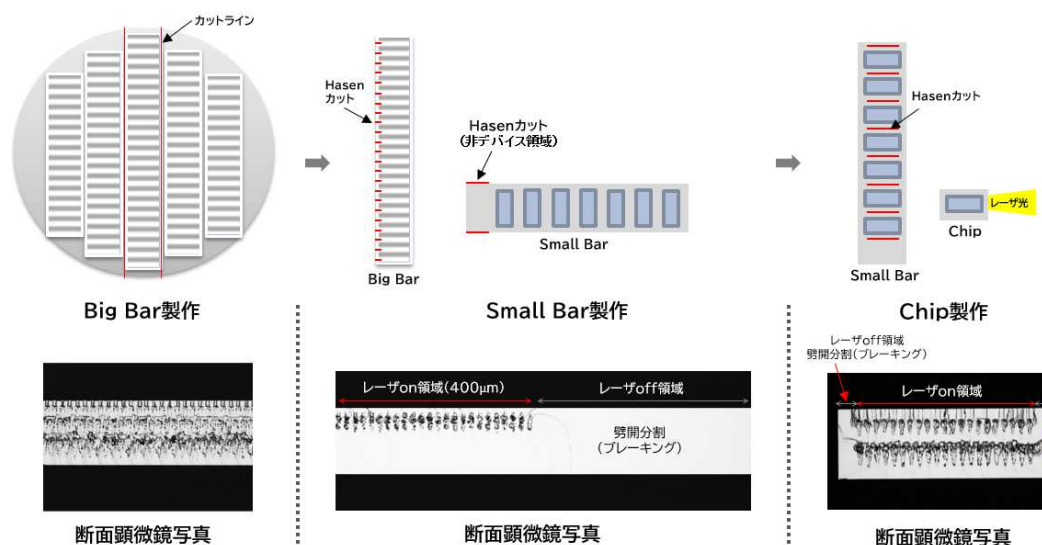 カットライン
Hasen
カット
Hasenカット
(非デバイス領域)
Big Bar
Small Bar
Hasenカット
レーザ光
Chip
Small Bar
Big Bar製作
Small Bar製作
Chip製作
レーザoff領域
劈開分割(ブレーキング)
レーザon領域(400μm)
レーザoff領域
劈開分割
(ブレーキング)
レーザon領域
断面顕微鏡写真
断面顕微鏡写真
断面顕微鏡写真